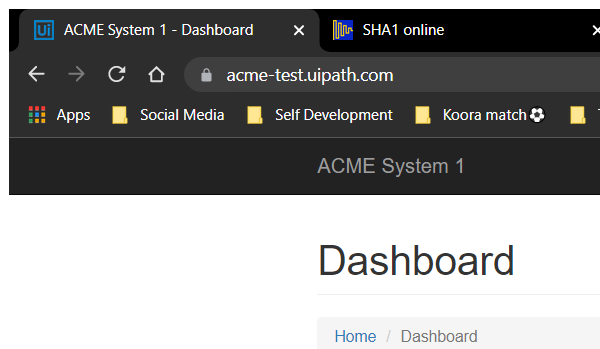 Ui ACME System 1 - Dashboard SHA1 online
acme-test.uipath.com
Apps Social Media Self Development Koora match⚽
ACME System 1
Dashboard
Home / Dashboard